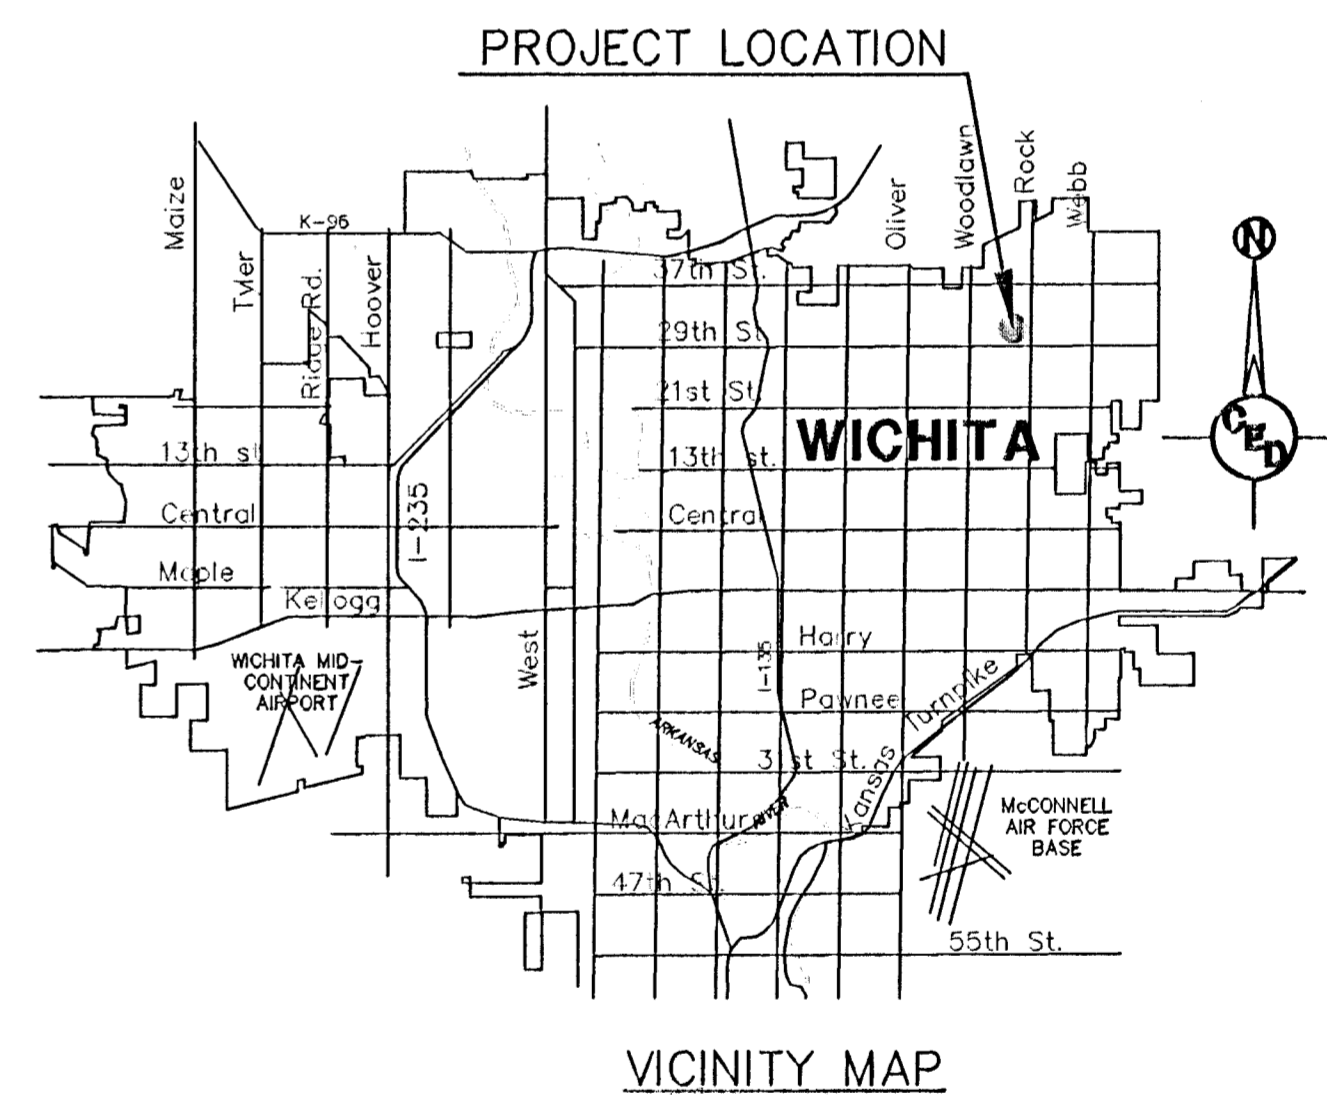 PROJECT LOCATION
Maize
Tyler
K-96
Ridge Rd.
Hoover
Oliver
Woodlawn
Rock
Webb
N
37th St.
29th St.
21st St.
WICHITA
CED
13th st
13th st.
I-235
Central
Central
Maple
Kellogg
West
I-135
Harry
WICHITA MID-
CONTINENT
AIRPORT
Pawnee
Kansas Turnpike
ARKANSAS RIVER
31st St.
MacArthur
McCONNELL
AIR FORCE
BASE
47th St.
55th St.
VICINITY MAP